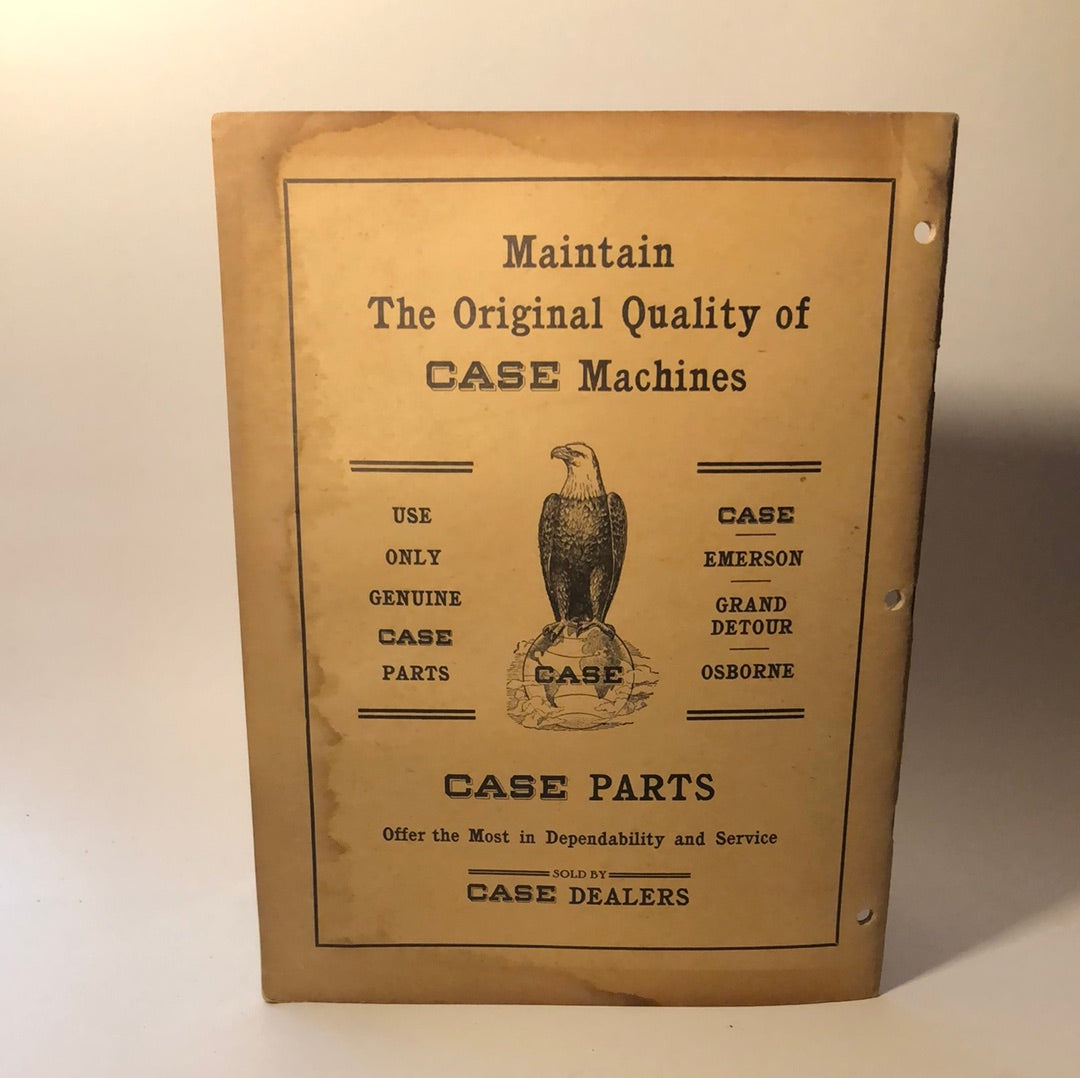 Maintain
The Original Quality of
CASE Machines
USE
ONLY
GENUINE
CASE
PARTS
CASE
CASE
EMERSON
GRAND
DETOUR
OSBORNE
CASE PARTS
Offer the Most in Dependability and Service
SOLD BY
CASE DEALERS